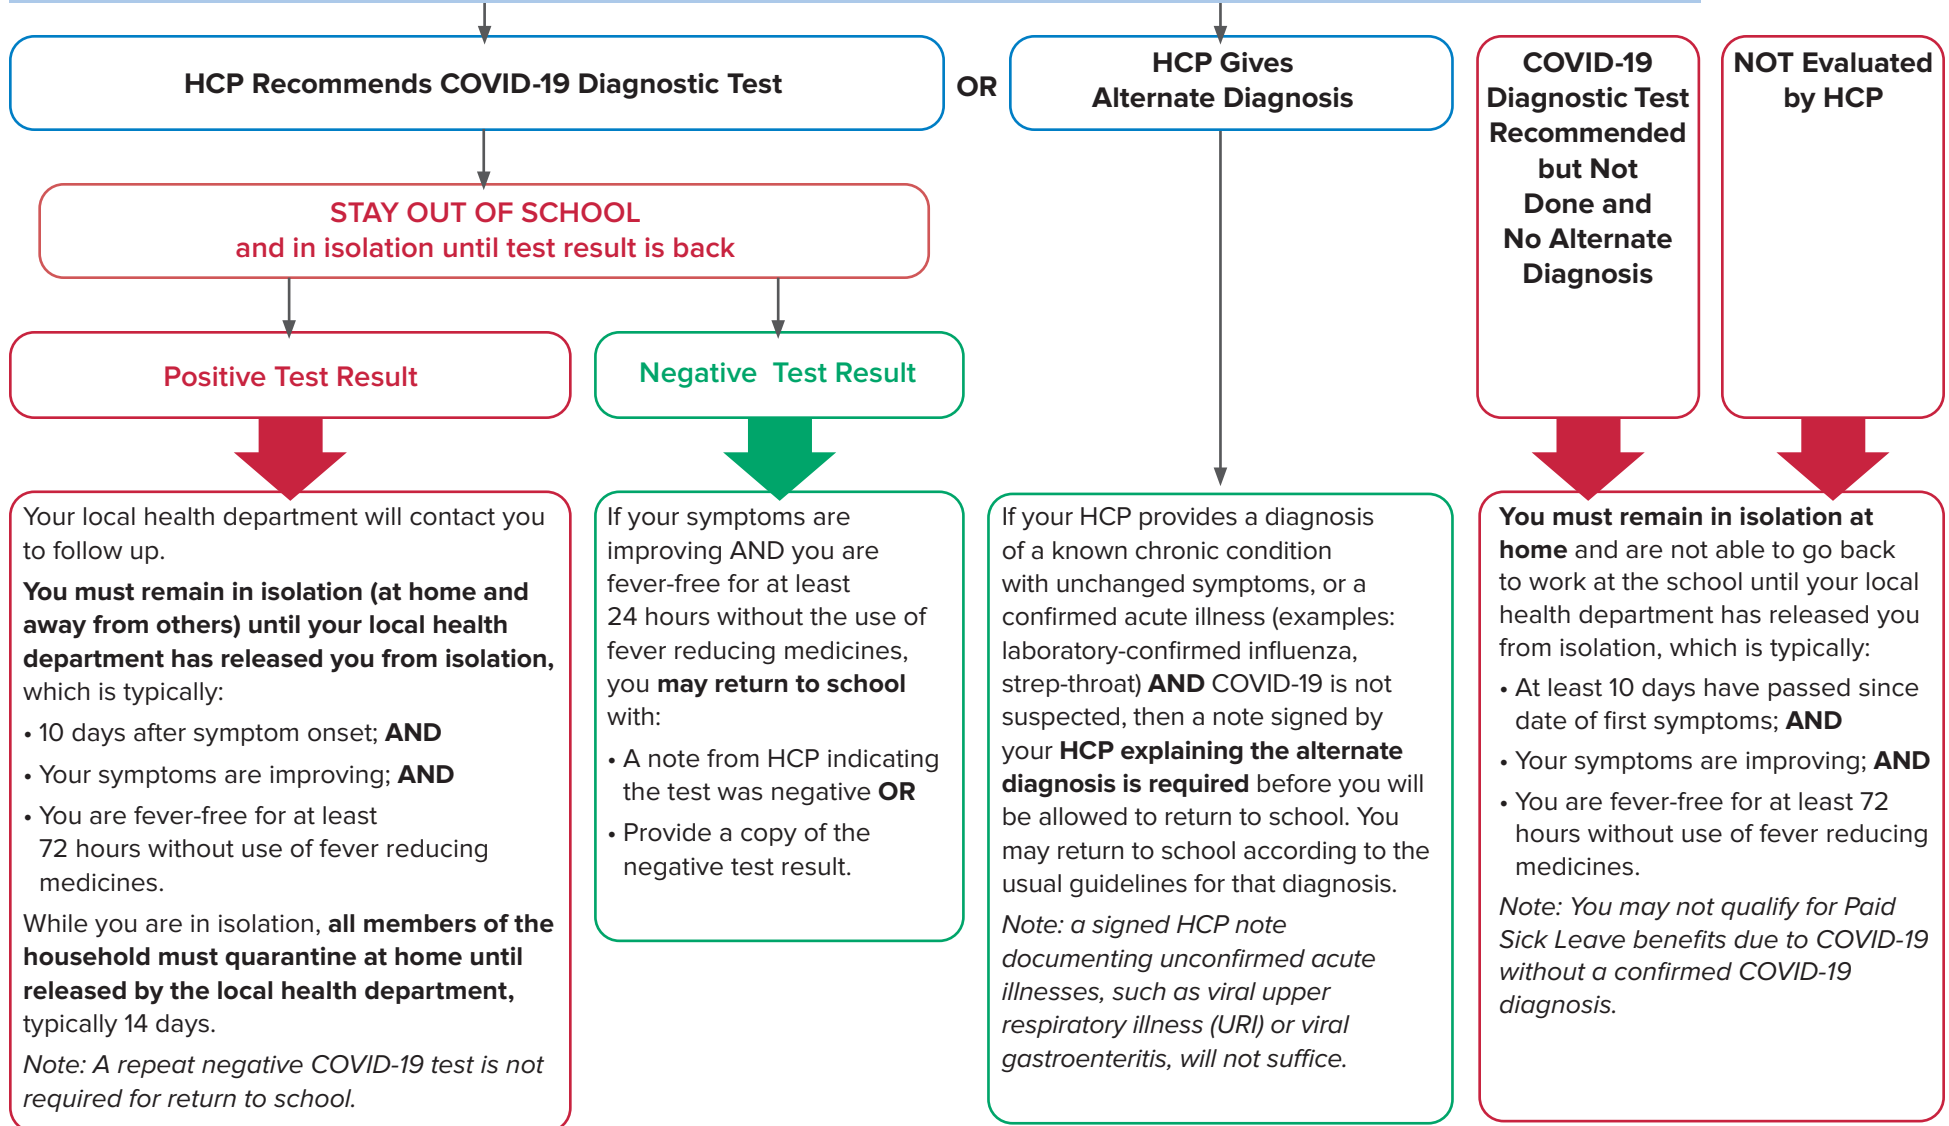 HCP Recommends COVID-19 Diagnostic Test
OR
HCP Gives
Alternate Diagnosis
COVID-19
Diagnostic Test
Recommended
but Not
Done and
No Alternate
Diagnosis
NOT Evaluated
by HCP
STAY OUT OF SCHOOL
and in isolation until test result is back
Positive Test Result
Negative Test Result
Your local health department will contact you
to follow up.
You must remain in isolation (at home and
away from others) until your local health
department has released you from isolation,
which is typically:
• 10 days after symptom onset; AND
• Your symptoms are improving; AND
• You are fever-free for at least
72 hours without use of fever reducing
medicines.
While you are in isolation, all members of the
household must quarantine at home until
released by the local health department,
typically 14 days.
Note: A repeat negative COVID-19 test is not
required for return to school.
If your symptoms are
improving AND you are
fever-free for at least
24 hours without the use of
fever reducing medicines,
you may return to school
with:
• A note from HCP indicating
the test was negative OR
• Provide a copy of the
negative test result.
If your HCP provides a diagnosis
of a known chronic condition
with unchanged symptoms, or a
confirmed acute illness (examples:
laboratory-confirmed influenza,
strep-throat) AND COVID-19 is not
suspected, then a note signed by
your HCP explaining the alternate
diagnosis is required before you will
be allowed to return to school. You
may return to school according to the
usual guidelines for that diagnosis.
Note: a signed HCP note
documenting unconfirmed acute
illnesses, such as viral upper
respiratory illness (URI) or viral
gastroenteritis, will not suffice.
You must remain in isolation at
home and are not able to go back
to work at the school until your local
health department has released you
from isolation, which is typically:
• At least 10 days have passed since
date of first symptoms; AND
• Your symptoms are improving; AND
• You are fever-free for at least 72
hours without use of fever reducing
medicines.
Note: You may not qualify for Paid
Sick Leave benefits due to COVID-19
without a confirmed COVID-19
diagnosis.